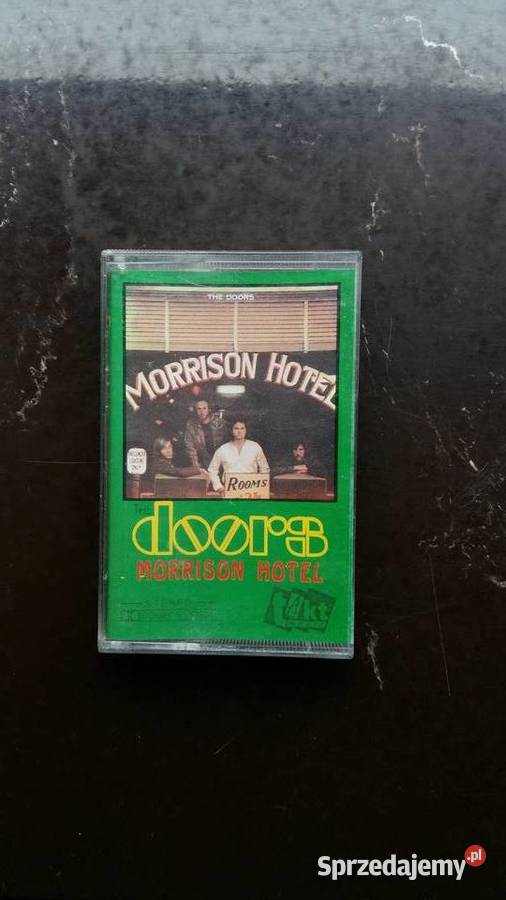 THE DOORS
MORRISON HOTEL
ROOMS
THE
doors
MORRISON HOTEL
takt
Sprzedajemy.pl